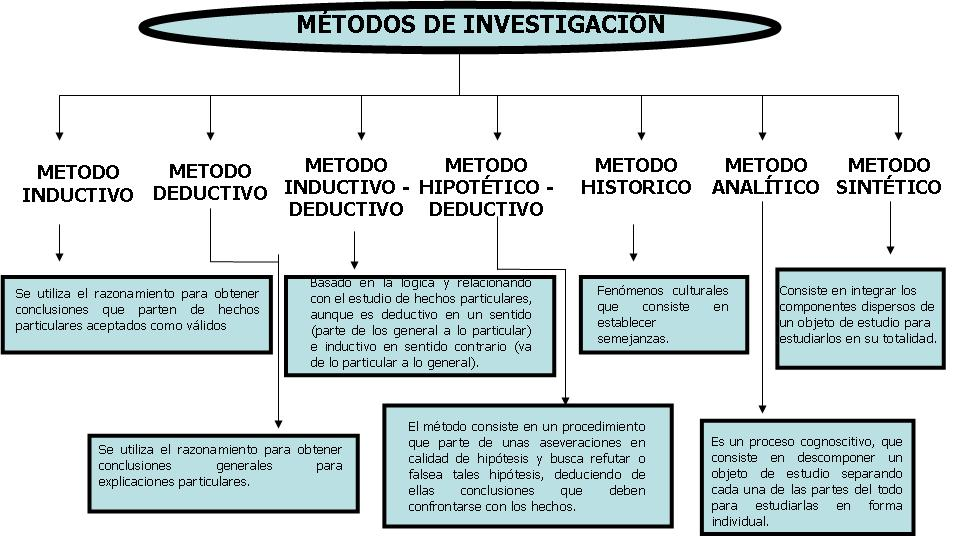 MÉTODOS DE INVESTIGACIÓN
METODO
INDUCTIVO
METODO
DEDUCTIVO
METODO
INDUCTIVO -
DEDUCTIVO
METODO
HIPOTÉTICO -
DEDUCTIVO
METODO
HISTORICO
METODO
ANALÍTICO
METODO
SINTÉTICO
Se utiliza el razonamiento para obtener
conclusiones que parten de hechos
particulares aceptados como válidos
Basado en la lógica y relacionando
con el estudio de hechos particulares,
aunque es deductivo en un sentido
(parte de los general a lo particular)
e inductivo en sentido contrario (va
de lo particular a lo general).
Fenómenos culturales
que consiste en
establecer
semejanzas.
Consiste en integrar los
componentes dispersos de
un objeto de estudio para
estudiarlos en su totalidad.
Se utiliza el razonamiento para obtener
conclusiones generales para
explicaciones particulares.
El método consiste en un procedimiento
que parte de unas aseveraciones en
calidad de hipótesis y busca refutar o
falsea tales hipótesis, deduciendo de
ellas conclusiones que deben
confrontarse con los hechos.
Es un proceso cognoscitivo, que
consiste en descomponer un
objeto de estudio separando
cada una de las partes del todo
para estudiarlas en forma
individual.